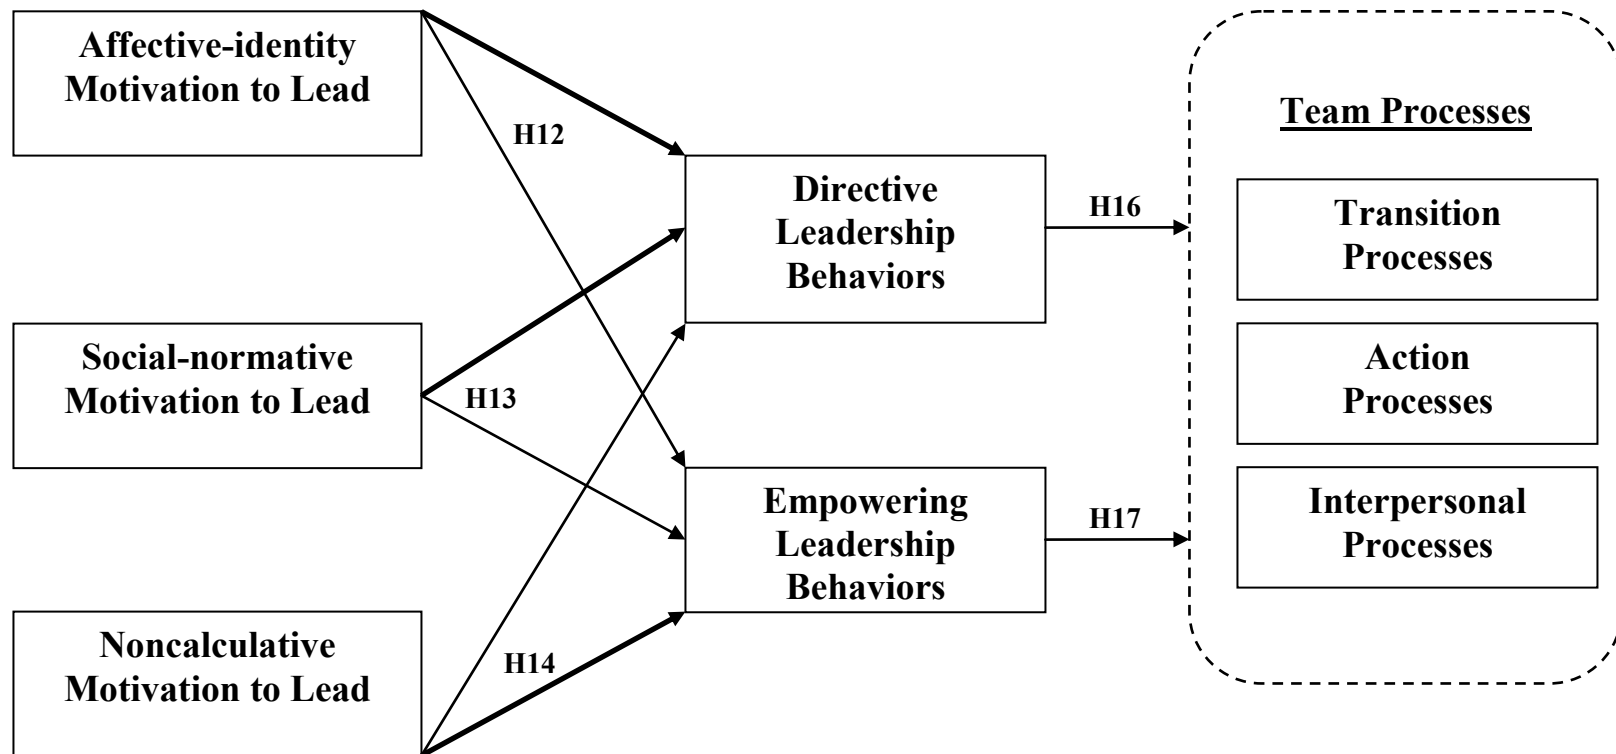 Affective-identity
Motivation to Lead
H12
Social-normative
Motivation to Lead
H13
Noncalculative
Motivation to Lead
H14
Directive
Leadership
Behaviors
H16
Empowering
Leadership
Behaviors
H17
Team Processes
Transition
Processes
Action
Processes
Interpersonal
Processes